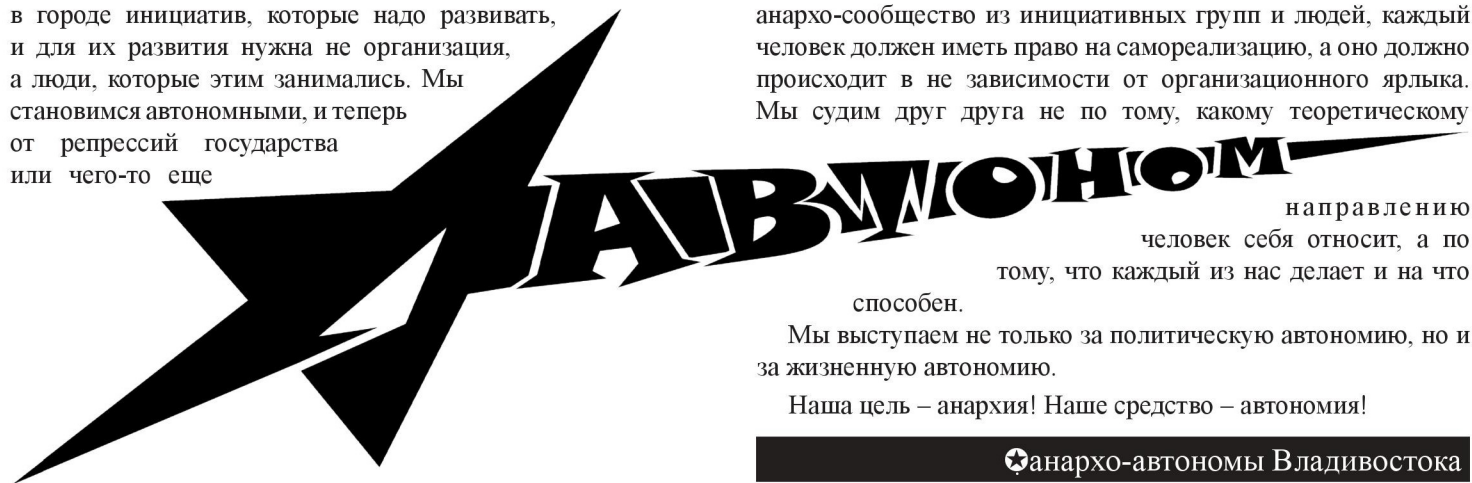 в городе инициатив, которые надо развивать,
и для их развития нужна не организация,
а люди, которые этим занимались. Мы
становимся автономными, и теперь
от репрессий государства
или чего-то еще
АВТОНОМ
анархо-сообщество из инициативных групп и людей, каждый
человек должен иметь право на самореализацию, а оно должно
происходит в не зависимости от организационного ярлыка.
Мы судим друг друга не по тому, какому теоретическому
направлению
человек себя относит, а по
тому, что каждый из нас делает и на что
способен.
Мы выступаем не только за политическую автономию, но и
за жизненную автономию.
Наша цель – анархия! Наше средство – автономия!
анархо-автономы Владивостока